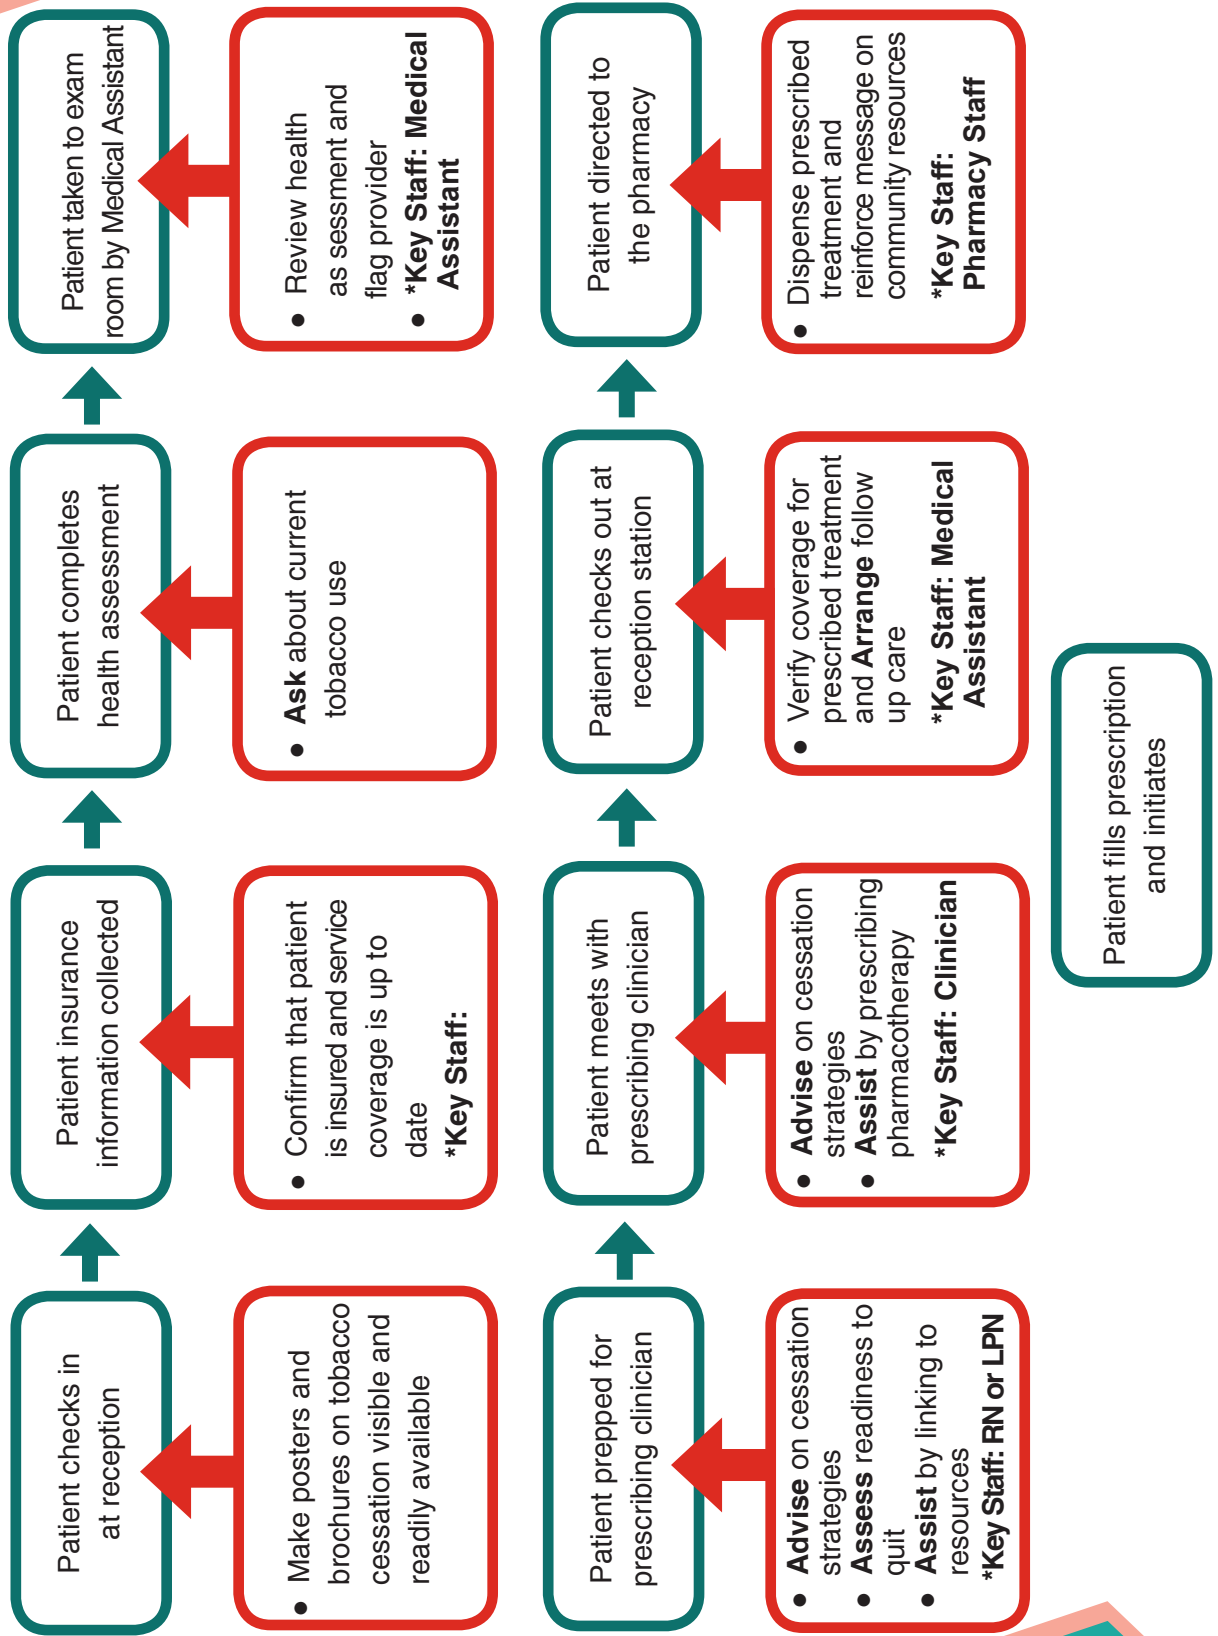 Patient checks in
at reception
Patient insurance
information collected
Patient completes
health assessment
Patient taken to exam
room by Medical Assistant
• Make posters and
brochures on tobacco
cessation visible and
readily available
• Confirm that patient
is insured and service
coverage is up to
date
*Key Staff:
• Ask about current
tobacco use
• Review health
as sessment and
flag provider
• *Key Staff: Medical
Assistant
Patient prepped for
prescribing clinician
Patient meets with
prescribing clinician
Patient checks out at
reception station
Patient directed to
the pharmacy
• Advise on cessation
strategies
• Assess readiness to
quit
• Assist by linking to
resources
*Key Staff: RN or LPN
• Advise on cessation
strategies
• Assist by prescribing
pharmacotherapy
*Key Staff: Clinician
• Verify coverage for
prescribed treatment
and Arrange follow
up care
*Key Staff: Medical
Assistant
• Dispense prescribed
treatment and
reinforce message on
community resources
*Key Staff:
Pharmacy Staff
Patient fills prescription
and initiates